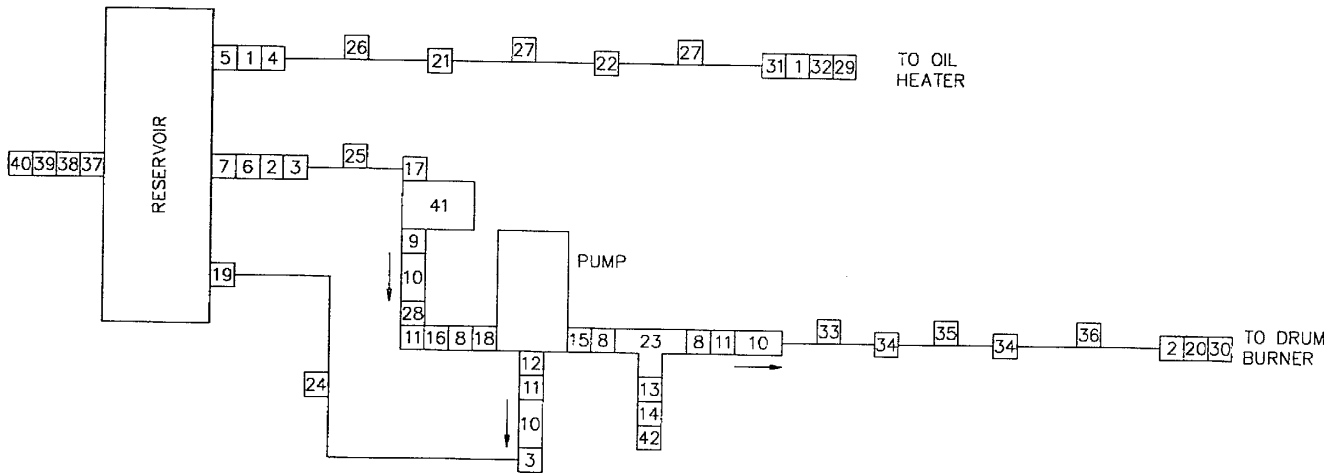 26
27
27
5 1 4
21
22
31 1 32 29
TO OIL
HEATER
RESERVOIR
40 39 38 37
7 6 2 3
25
17
41
9
10
28
11 16 8 18
PUMP
19
24
12
11
10
3
15 8 23 8 11 10
13
14
42
33
34
35
34
36
2 20 30
TO DRUM
BURNER